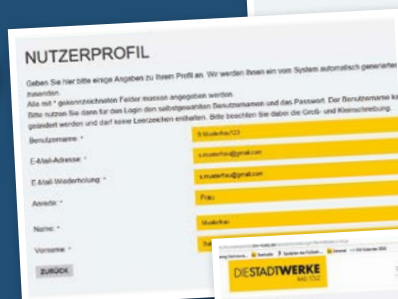 NUTZERPROFIL
Geben Sie hier bitte einige Angaben zu Ihrem Profil an. Wir werden Ihnen ein vom System automatisch generierter
zusenden.
Alle mit * gekennzeichneten Felder müssen angegeben werden.
Bitte nutzen Sie dann für den Login den selbstgewählten Benutzernamen und das Passwort. Der Benutzername ka
geändert werden und darf keine Leerzeichen enthalten. Bitte beachten Sie dabei die Groß- und Kleinschreibung.
Benutzername: * S.Musterfrau123
E-Mail-Adresse: * s.musterfrau@gmail.com
E-Mail-Wiederholung: * s.musterfrau@gmail.com
Anrede: * Frau
Name: * Musterfrau
Vorname: *
ZURÜCK
DIESTADTWERKE
BAD TÖLZ